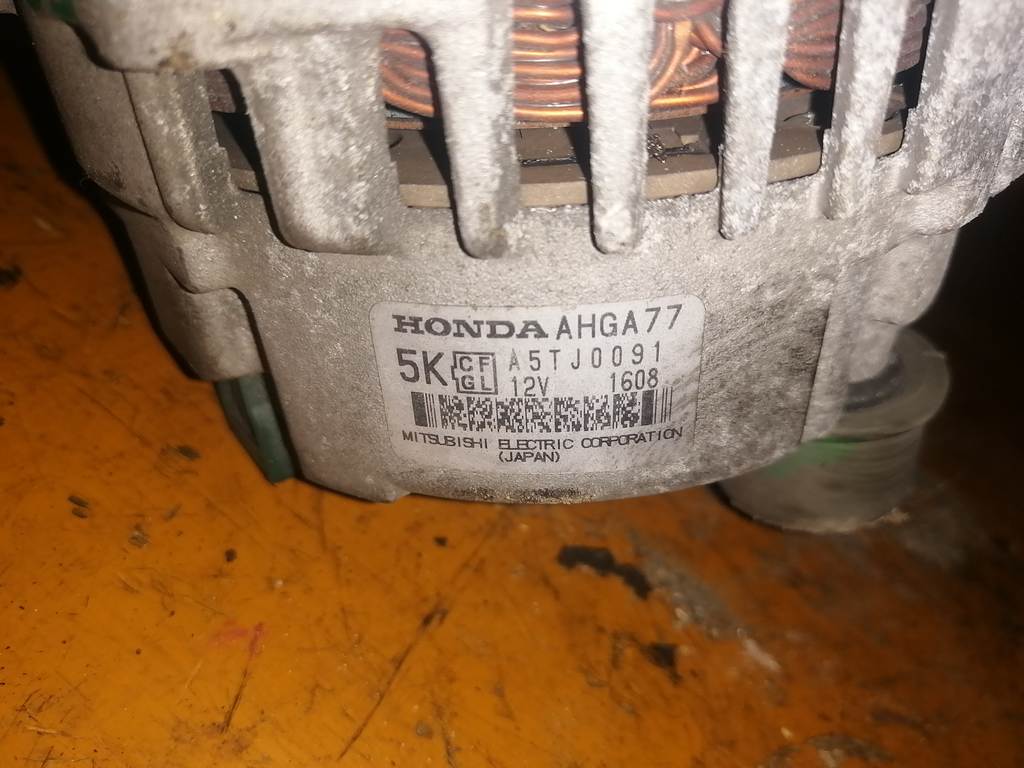 HONDA AHGA77
5K CF A5TJ0091
GL 12V 1608
MITSUBISHI ELECTRIC CORPORATION
(JAPAN)